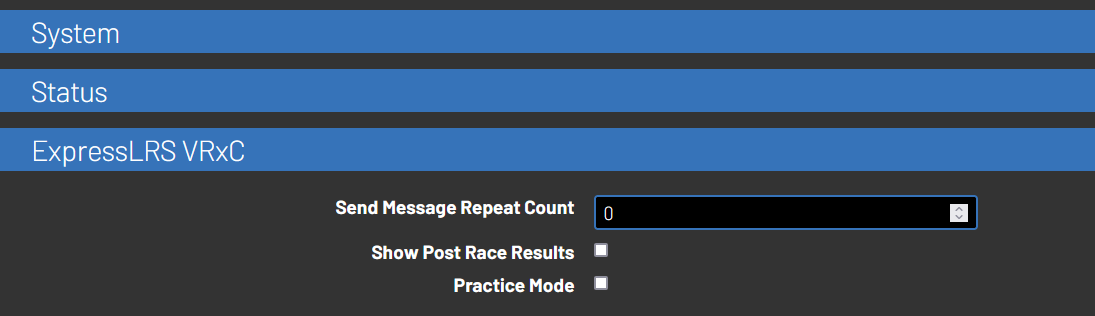 System
Status
ExpressLRS VRxC
Send Message Repeat Count 0
Show Post Race Results
Practice Mode